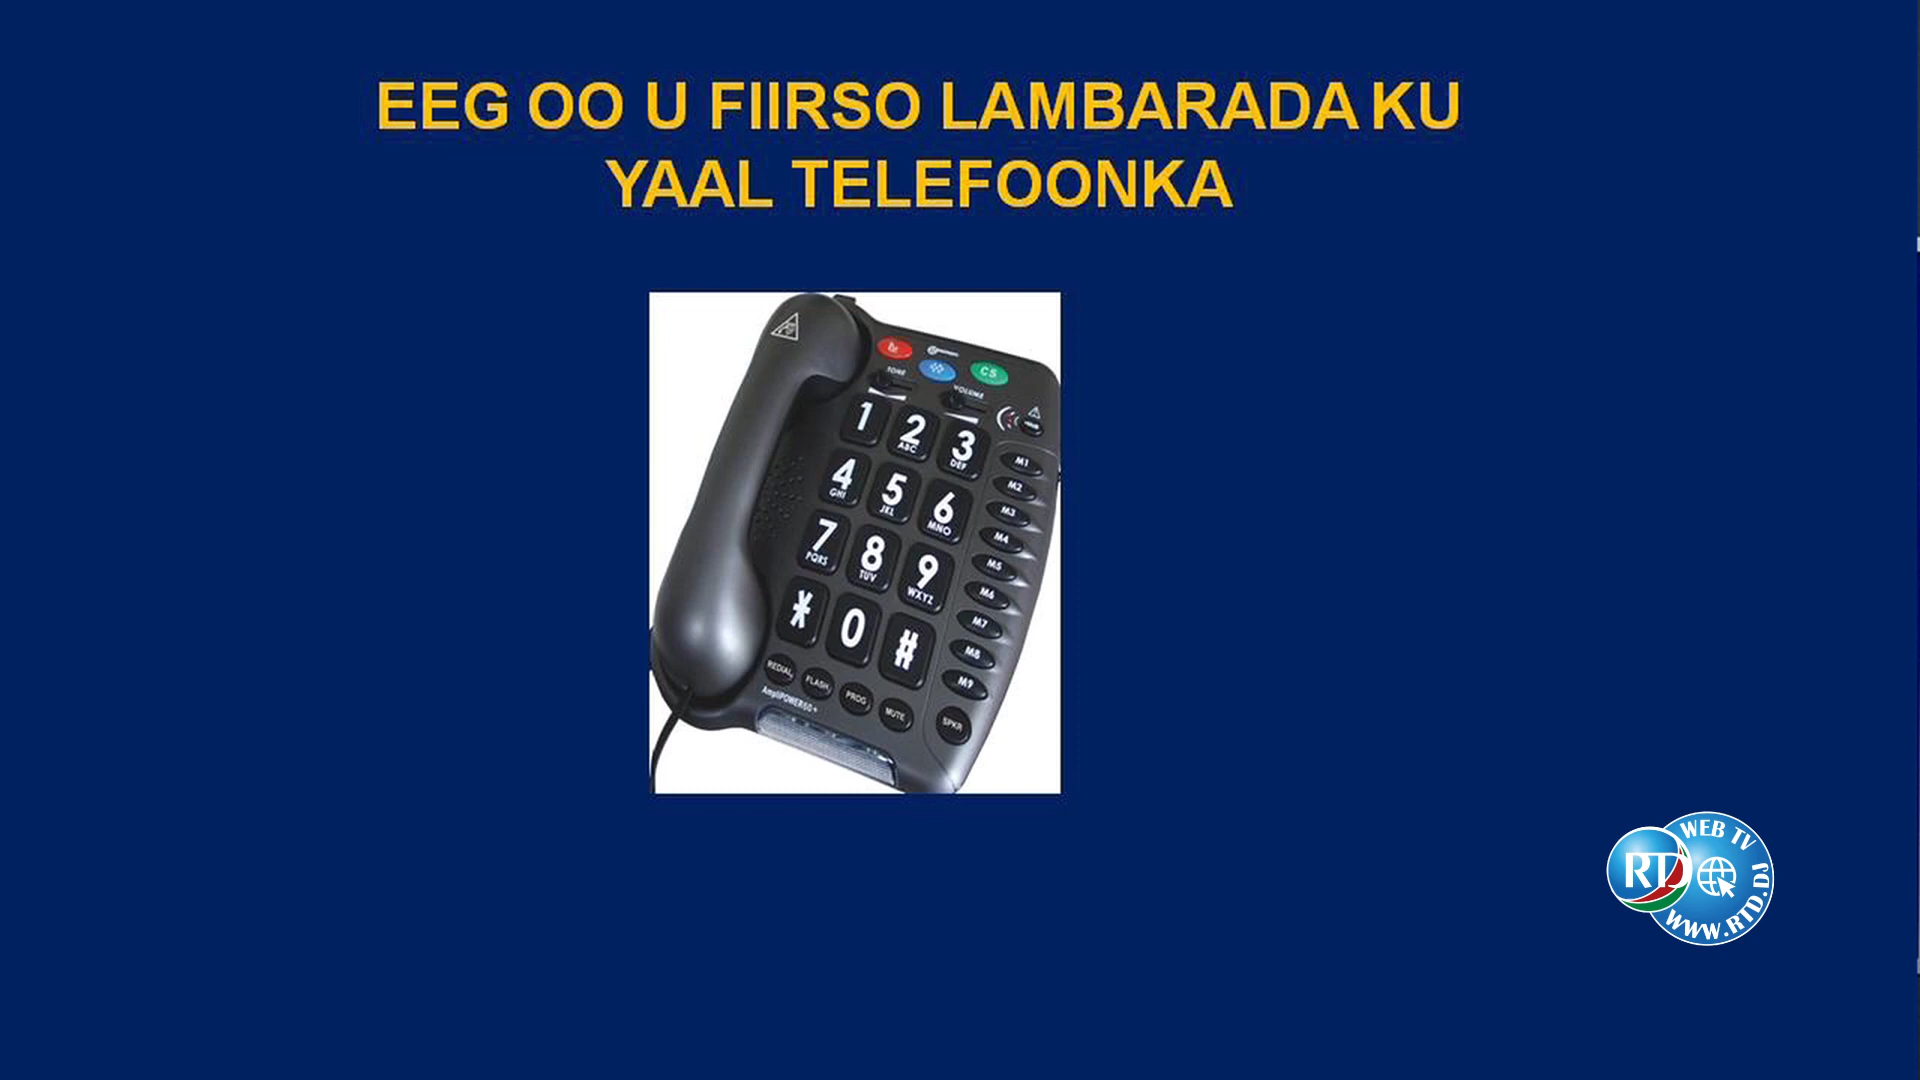 EEG OO U FIIRSO LAMBARADA KU
YAAL TELEFOONKA
CS
TONE
VOLUME
1
2
ABC
3
DEF
4
GHI
5
JKL
6
MNO
7
PQRS
8
TUV
9
WXYZ
*
0
#
M1
M2
M3
M4
M5
M6
M7
M8
M9
REDIAL
FLASH
PROG
MUTE
SPKR
AmpliPOWER60+
WEB TV
RTD
WWW.RTD.DJ